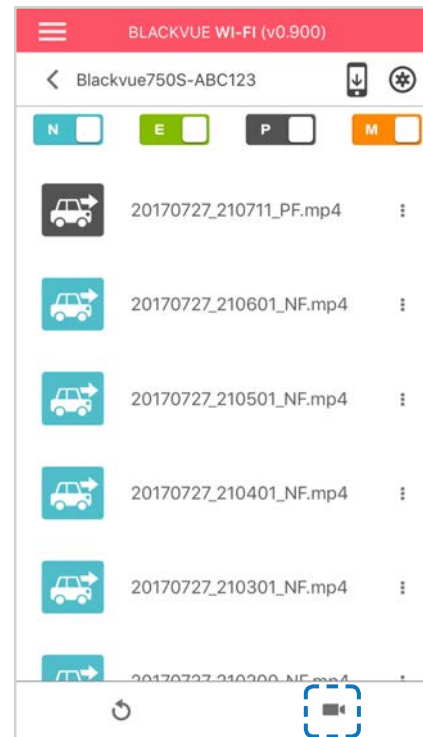 BLACKVUE WI-FI (v0.900)
Blackvue750S-ABC123
N E P M
20170727_210711_PF.mp4
20170727_210601_NF.mp4
20170727_210501_NF.mp4
20170727_210401_NF.mp4
20170727_210301_NF.mp4